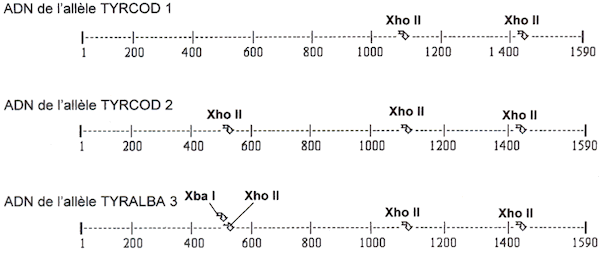 ADN de l'allèle TYRCOD 1
Xho II Xho II
1 200 400 600 800 1000 1 400 1590
ADN de l'allèle TYRCOD 2
Xho II Xho II Xho II
1 200 400 600 800 1000 1400 1590
ADN de l'allèle TYRALBA 3
Xba I Xho II Xho II Xho II
1 200 400 600 800 1000 1400 1590